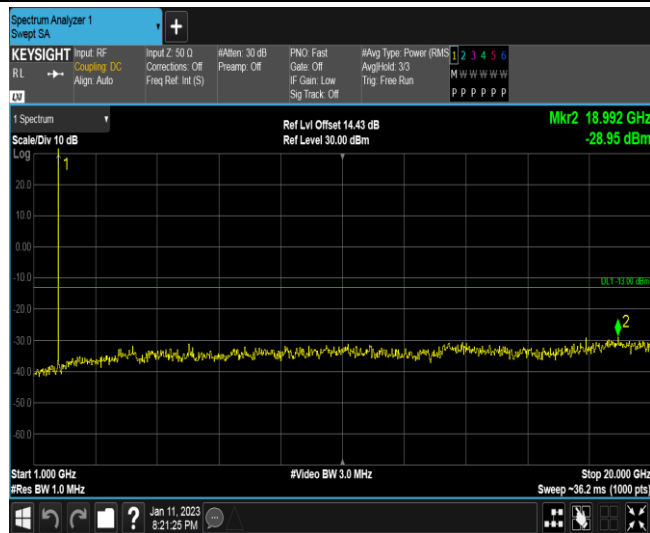 Spectrum Analyzer 1
Swept SA
+
KEYSIGHT
RL
LXI
Input: RF
Coupling: DC
Align: Auto
Input Z: 50 Ω
Corrections: Off
Freq Ref: Int (S)
#Atten: 30 dB
Preamp: Off
PNO: Fast
Gate: Off
IF Gain: Low
Sig Track: Off
#Avg Type: Power (RMS
Avg|Hold: 3/3
Trig: Free Run
1 2 3 4 5 6
M W W W W W
P P P P P P
1 Spectrum
Scale/Div 10 dB
Log
Ref Lvl Offset 14.43 dB
Ref Level 30.00 dBm
Mkr2 18.992 GHz
-28.95 dBm
1
20.0
10.0
0.00
-10.0
DL1 -13.00 dBm
-20.0
2
-30.0
-40.0
-50.0
-60.0
Start 1.000 GHz
#Video BW 3.0 MHz
Stop 20.000 GHz
#Res BW 1.0 MHz
Sweep ~36.2 ms (1000 pts)
?
Jan 11, 2023
8:21:25 PM